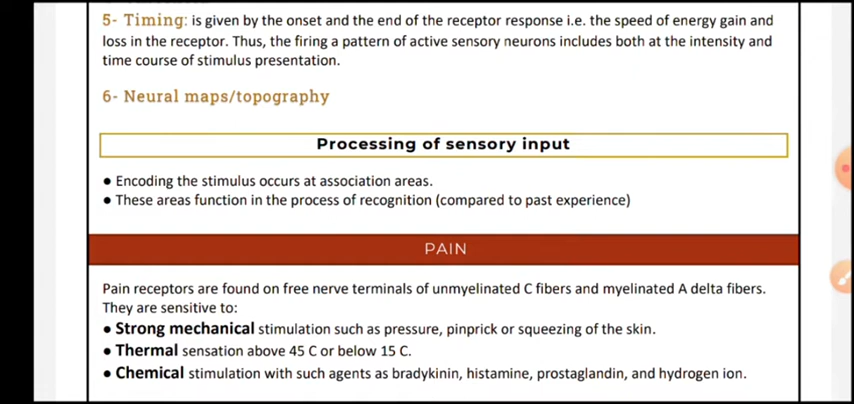 5- Timing: is given by the onset and the end of the receptor response i.e. the speed of energy gain and
loss in the receptor. Thus, the firing a pattern of active sensory neurons includes both at the intensity and
time course of stimulus presentation.
6- Neural maps/topography
Processing of sensory input
● Encoding the stimulus occurs at association areas.
● These areas function in the process of recognition (compared to past experience)
PAIN
Pain receptors are found on free nerve terminals of unmyelinated C fibers and myelinated A delta fibers.
They are sensitive to:
● Strong mechanical stimulation such as pressure, pinprick or squeezing of the skin.
● Thermal sensation above 45 C or below 15 C.
● Chemical stimulation with such agents as bradykinin, histamine, prostaglandin, and hydrogen ion.